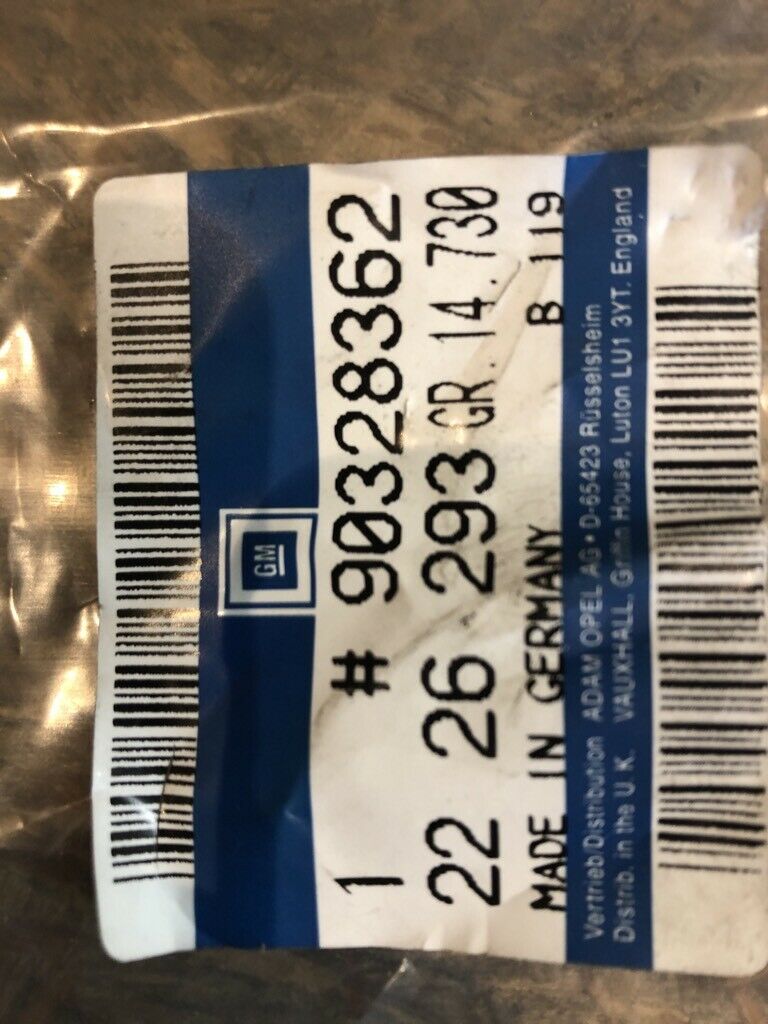 GM
1 # 90328362
22 26 293 GR. 14.730
MADE IN GERMANY B 119
Vertrieb/Distribution ADAM OPEL AG • D-65423 Rüsselsheim
Distrib. in the U.K. VAUXHALL. Griffin House, Luton LU1 3YT. England